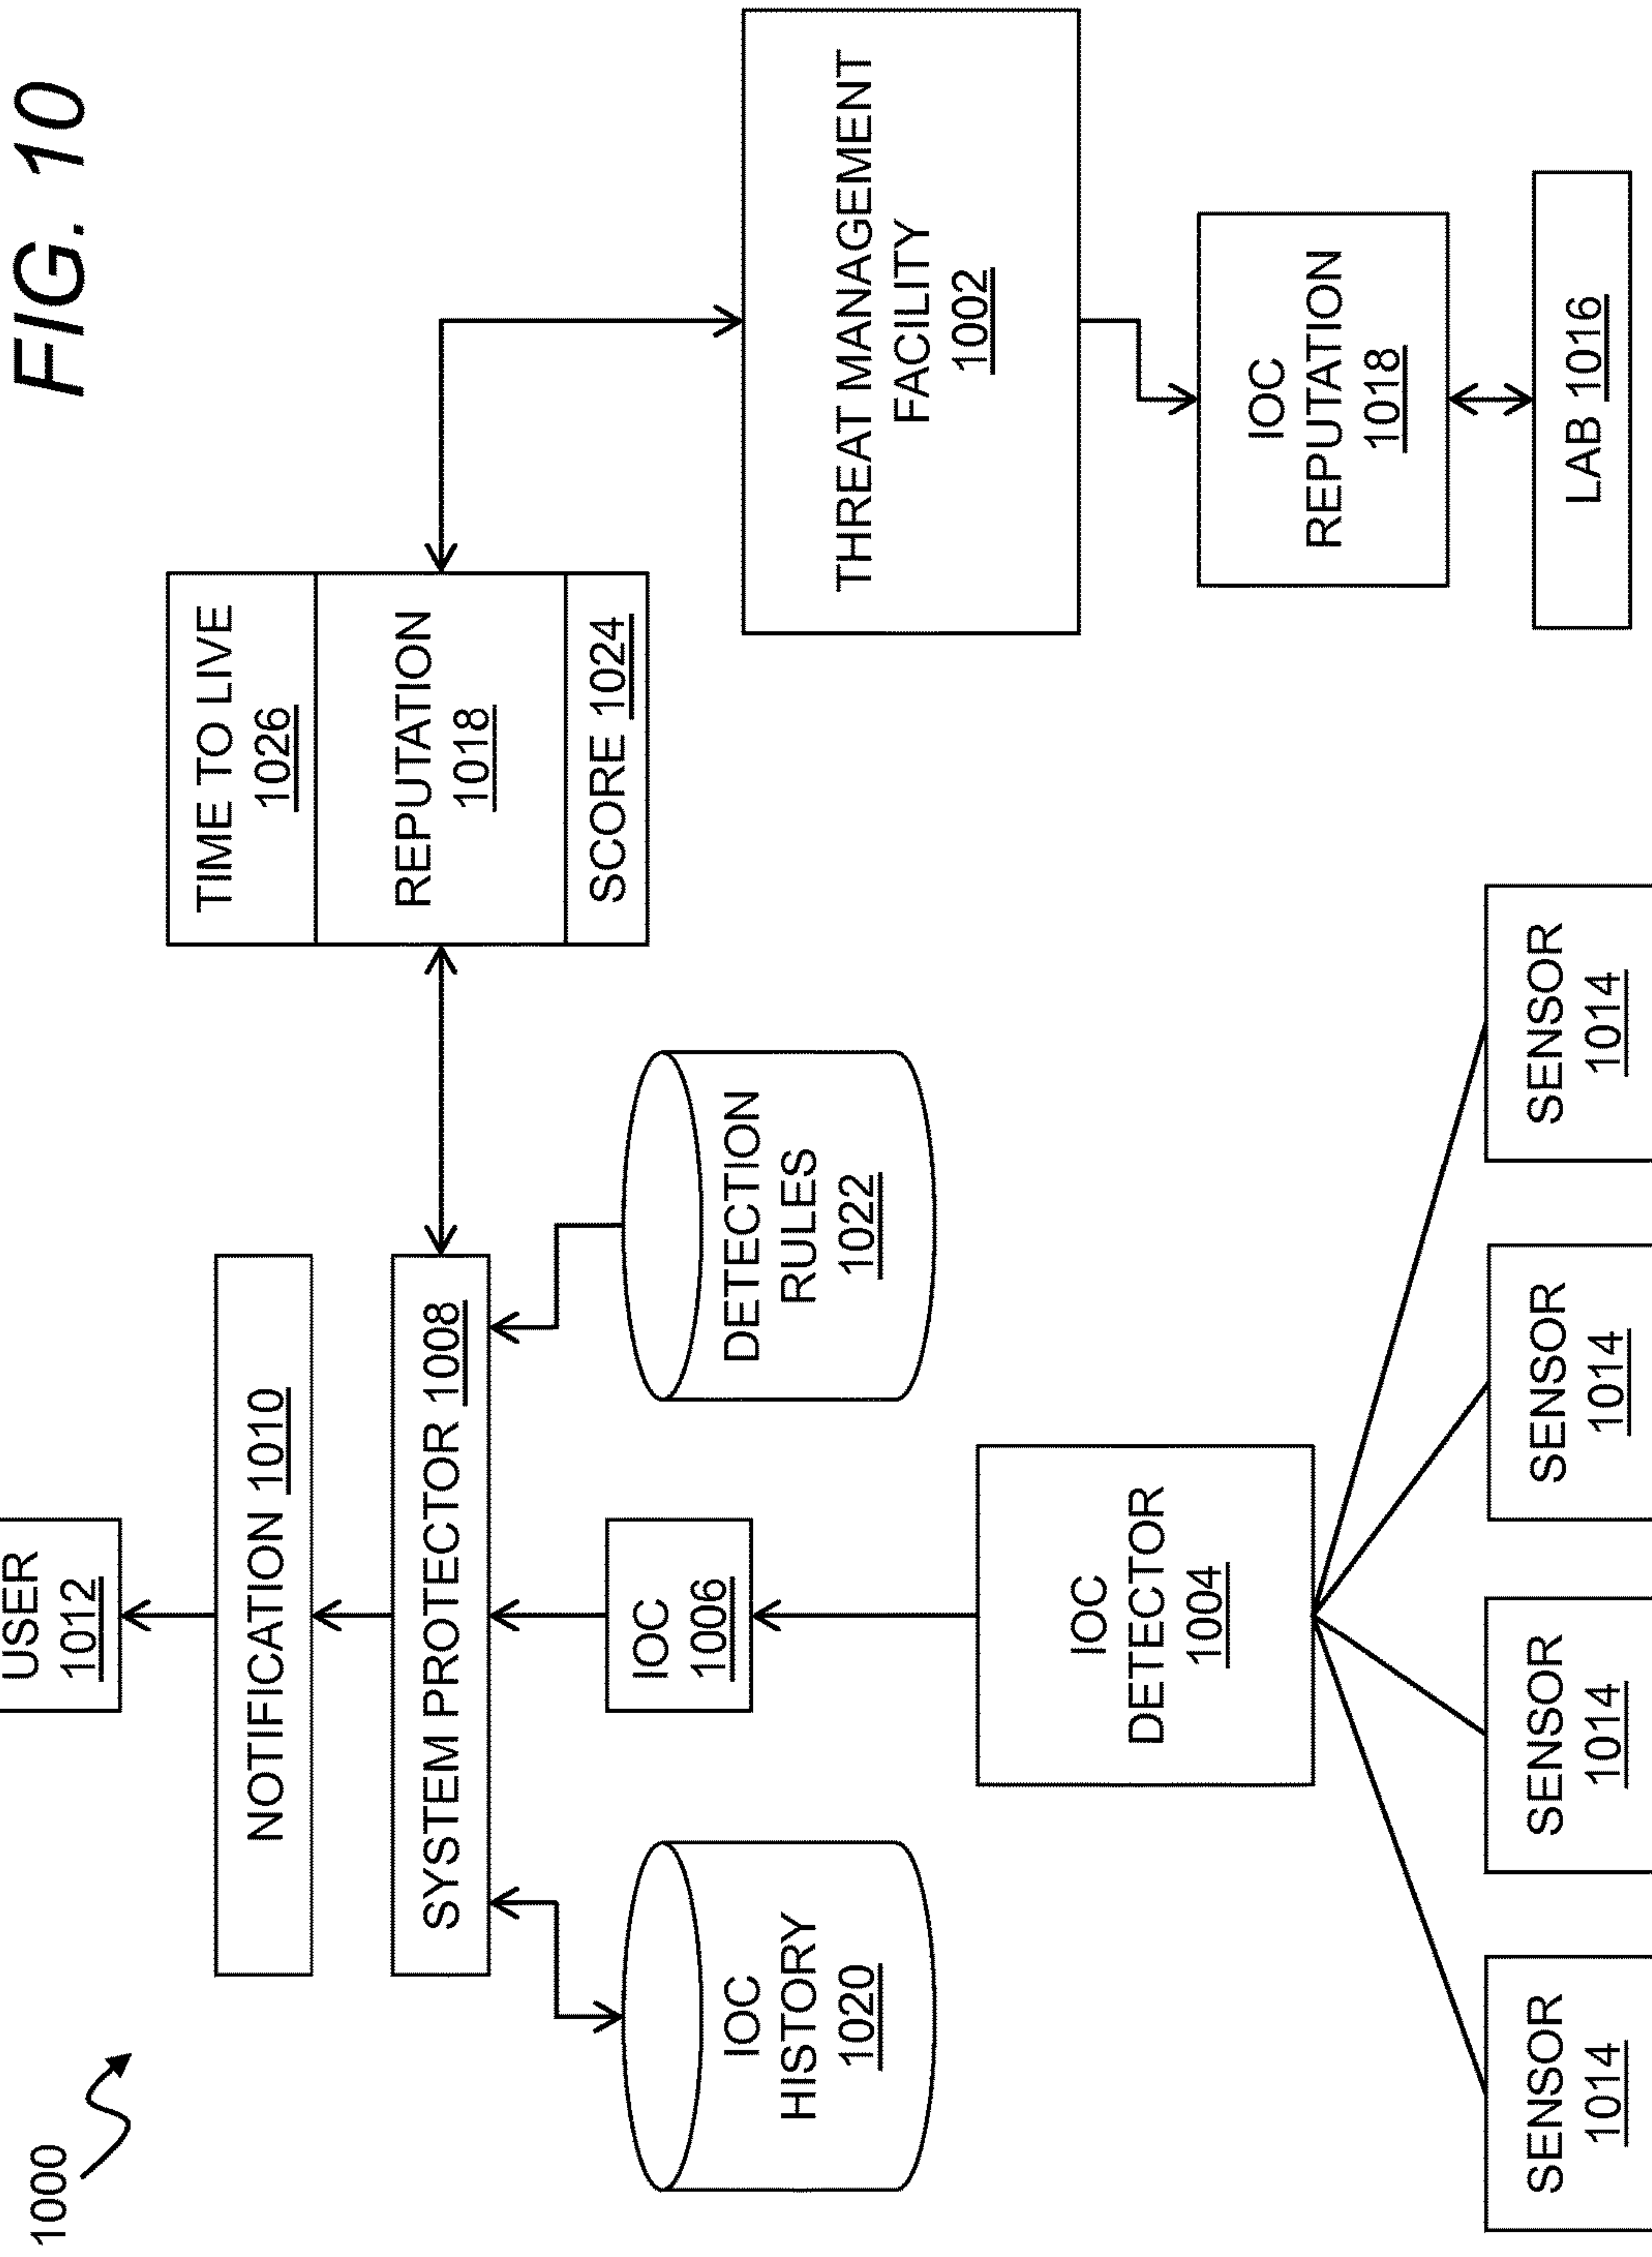 FIG. 10
1000
USER
1012
NOTIFICATION 1010
SYSTEM PROTECTOR 1008
TIME TO LIVE
1026
REPUTATION
1018
SCORE 1024
IOC
HISTORY
1020
IOC
1006
DETECTION
RULES
1022
THREAT MANAGEMENT
FACILITY
1002
IOC
DETECTOR
1004
IOC
REPUTATION
1018
SENSOR
1014
SENSOR
1014
SENSOR
1014
SENSOR
1014
LAB 1016